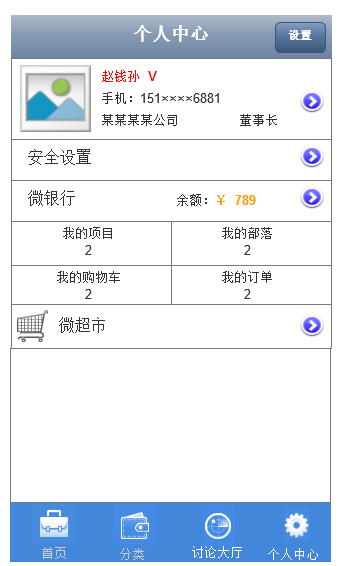 个人中心
设置
赵钱孙 V
手机：151××××6881
某某某某公司 董事长
安全设置
微银行 余额：￥ 789
我的项目 我的部落
2 2
我的购物车 我的订单
2 2
微超市
首页 分类 讨论大厅 个人中心